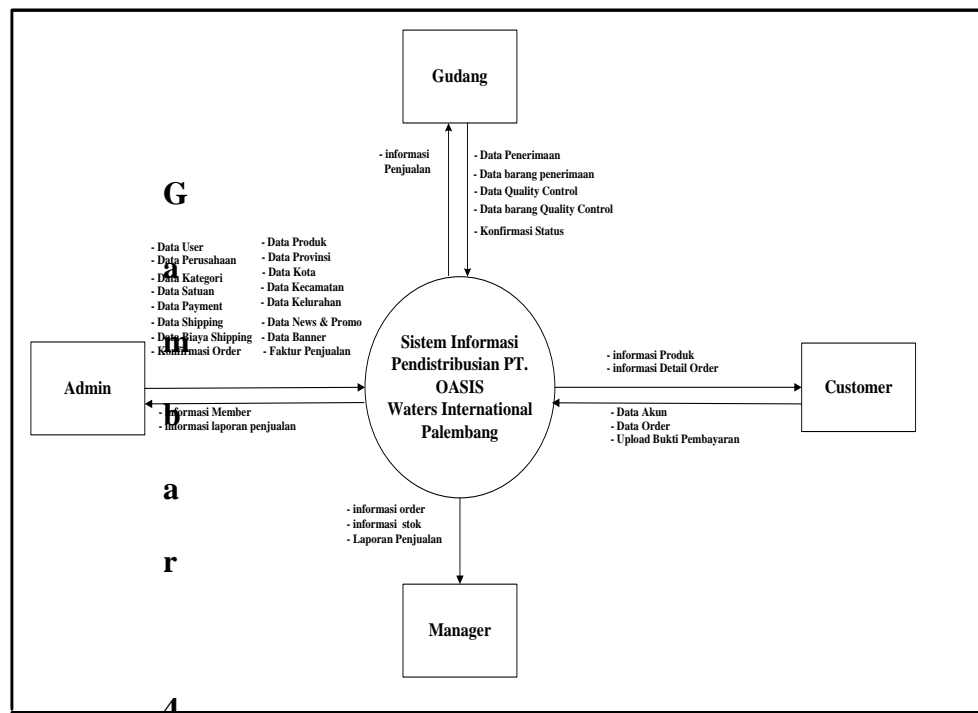 Gudang
- informasi
Penjualan
- Data Penerimaan
- Data barang penerimaan
- Data Quality Control
- Data barang Quality Control
- Konfirmasi Status
G
a
m
b
a
r
4
- Data User
- Data Perusahaan
- Data Kategori
- Data Satuan
- Data Payment
- Data Shipping
- Data Biaya Shipping
- Konfirmasi Order
- Data Produk
- Data Provinsi
- Data Kota
- Data Kecamatan
- Data Kelurahan
- Data News & Promo
- Data Banner
- Faktur Penjualan
Admin
- informasi Member
- informasi laporan penjualan
Sistem Informasi
Pendistribusian PT.
OASIS
Waters International
Palembang
- informasi Produk
- informasi Detail Order
Customer
- Data Akun
- Data Order
- Upload Bukti Pembayaran
- informasi order
- informasi stok
- Laporan Penjualan
Manager